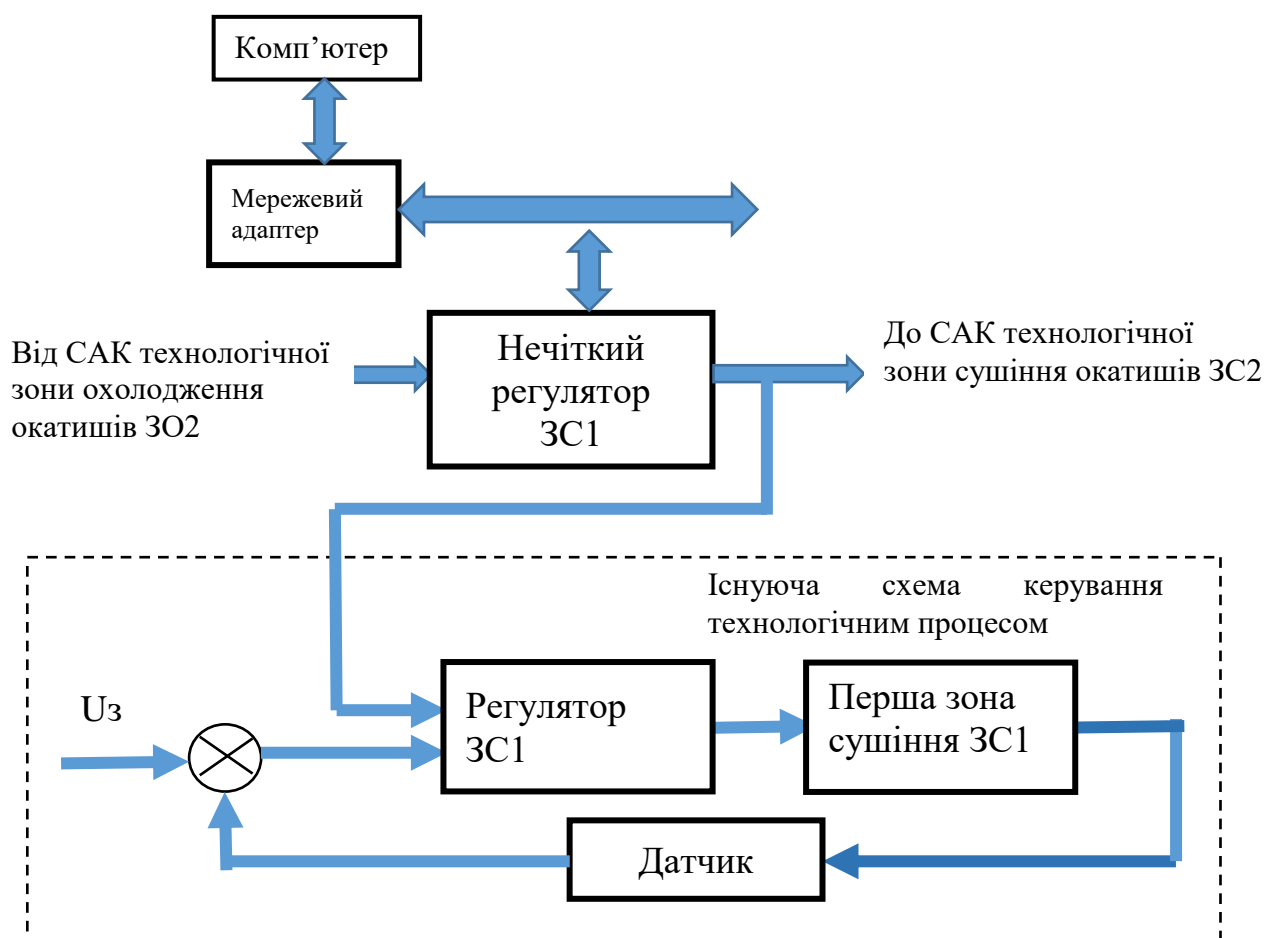 Комп’ютер
Мережевий
адаптер
Від САК технологічної
зони охолодження
окатишів ЗО2
Нечіткий
регулятор
ЗС1
До САК технологічної
зони сушіння окатишів ЗС2
Існуюча схема керування
технологічним процесом
Uз
Регулятор
ЗС1
Перша зона
сушіння ЗС1
Датчик